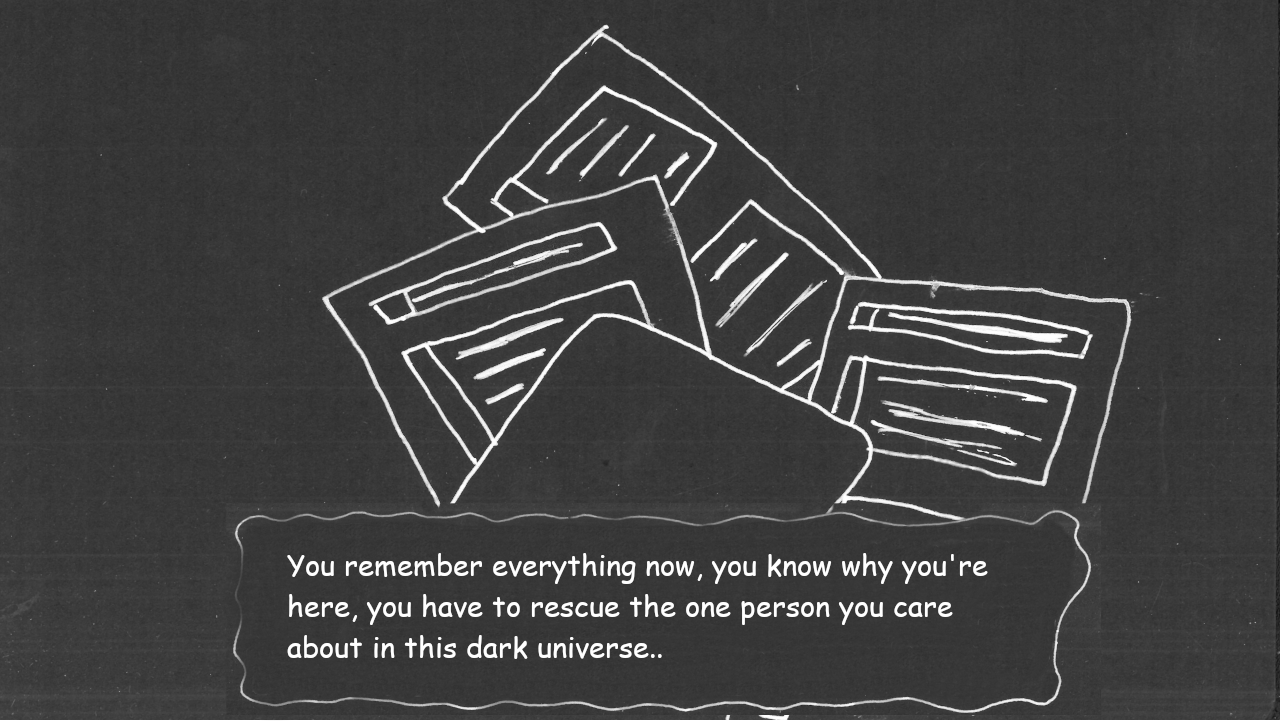 You remember everything now, you know why you're
here, you have to rescue the one person you care
about in this dark universe..